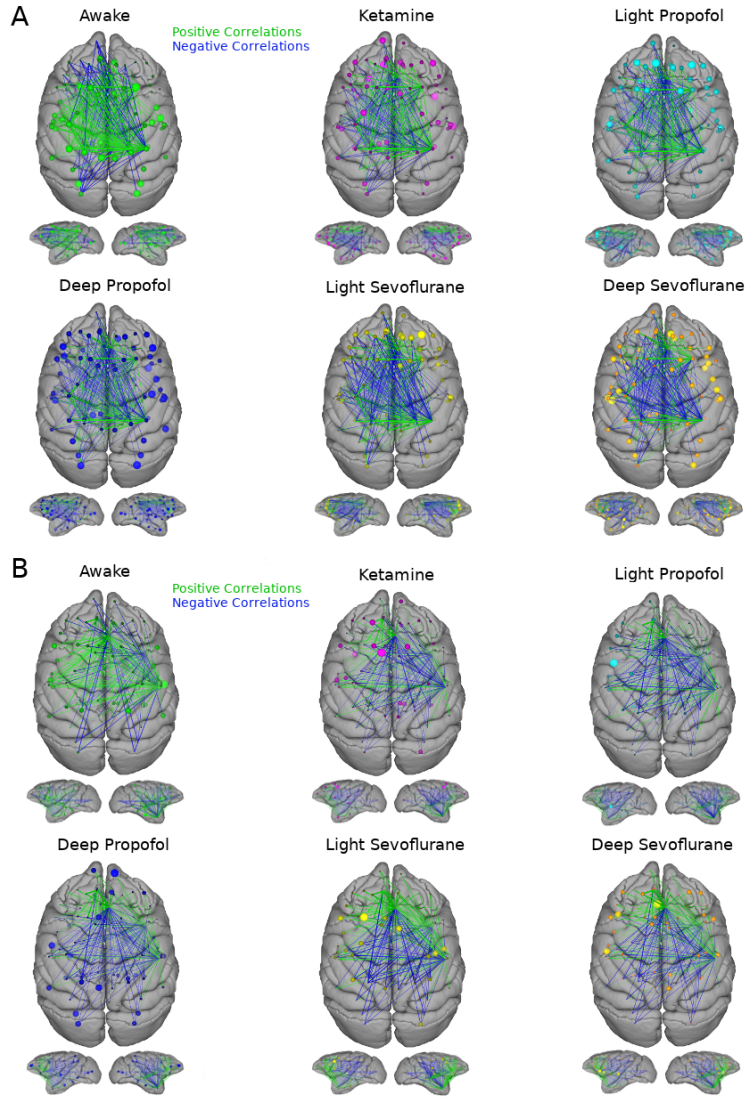 A
Awake
Ketamine
Light Propofol
Positive Correlations
Negative Correlations
Deep Propofol
Light Sevoflurane
Deep Sevoflurane
B
Awake
Ketamine
Light Propofol
Positive Correlations
Negative Correlations
Deep Propofol
Light Sevoflurane
Deep Sevoflurane